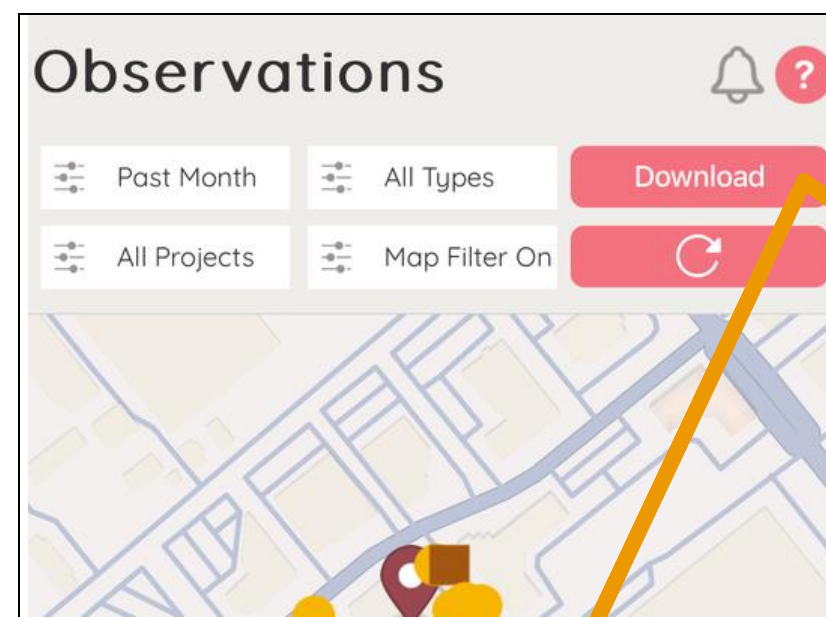 Observations
?
Past Month
All Types
Download
All Projects
Map Filter On